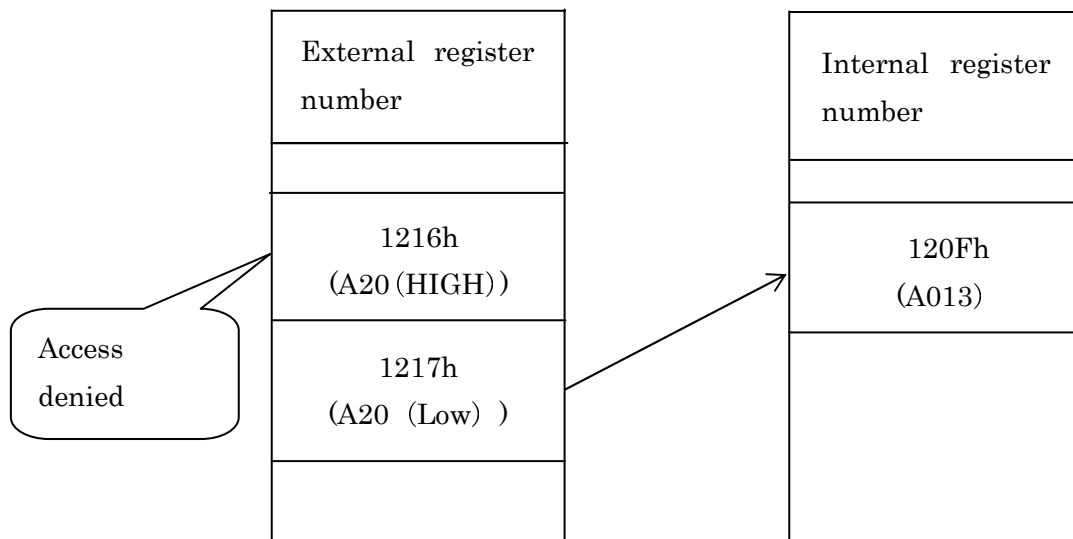 External register
number
Internal register
number
1216h
(A20(HIGH))
120Fh
(A013)
Access
denied
1217h
(A20 (Low) )